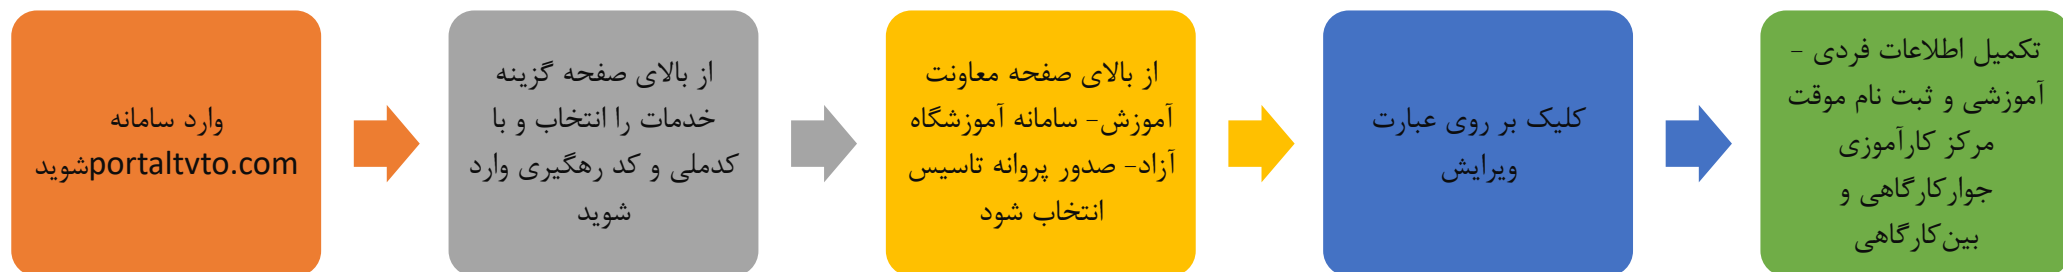 وارد سامانه
portaltvto.comشوید
از بالای صفحه گزینه
خدمات را انتخاب و با
کدملی و کد رهگیری وارد
شوید
از بالای صفحه معاونت
آموزش- سامانه آموزشگاه
آزاد- صدور پروانه تاسیس
انتخاب شود
کلیک بر روی عبارت
ویرایش
تکمیل اطلاعات فردی -
آموزشی و ثبت نام موقت
مرکز کارآموزی
جوارکارگاهی و
بین‌کارگاهی